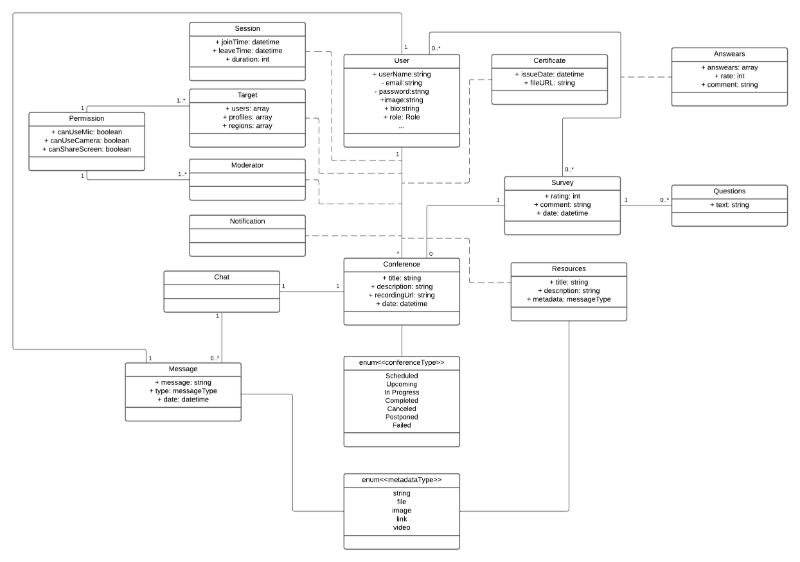 Session
+ joinTime: datetime
+ leaveTime: datetime
+ duration: int
1
0..*
User
+ userName:string
- email:string
- password:string
+image:string
+ bio:string
+ role: Role
...
1
Certificate
+ issueDate: datetime
+ fileURL: string
Answears
+ answears: array
+ rate: int
+ comment: string
Target
+ users: array
+ profiles: array
+ regions: array
1..*
1
Permission
+ canUseMic: boolean
+ canUseCamera: boolean
+ canShareScreen: boolean
1
1..*
Moderator
0..*
Survey
+ rating: int
+ comment: string
+ date: datetime
1
1
0..*
Questions
+ text: string
Notification
*
0
Conference
+ title: string
+ description: string
+ recordingUrl: string
+ date: datetime
Resources
+ title: string
+ description: string
+ metadata: messageType
Chat
1
1
1
0..*
1
Message
+ message: string
+ type: messageType
+ date: datetime
enum<<conferenceType>>
Scheduled
Upcoming
In Progress
Completed
Canceled
Postponed
Failed
enum<<metadataType>>
string
file
image
link
video